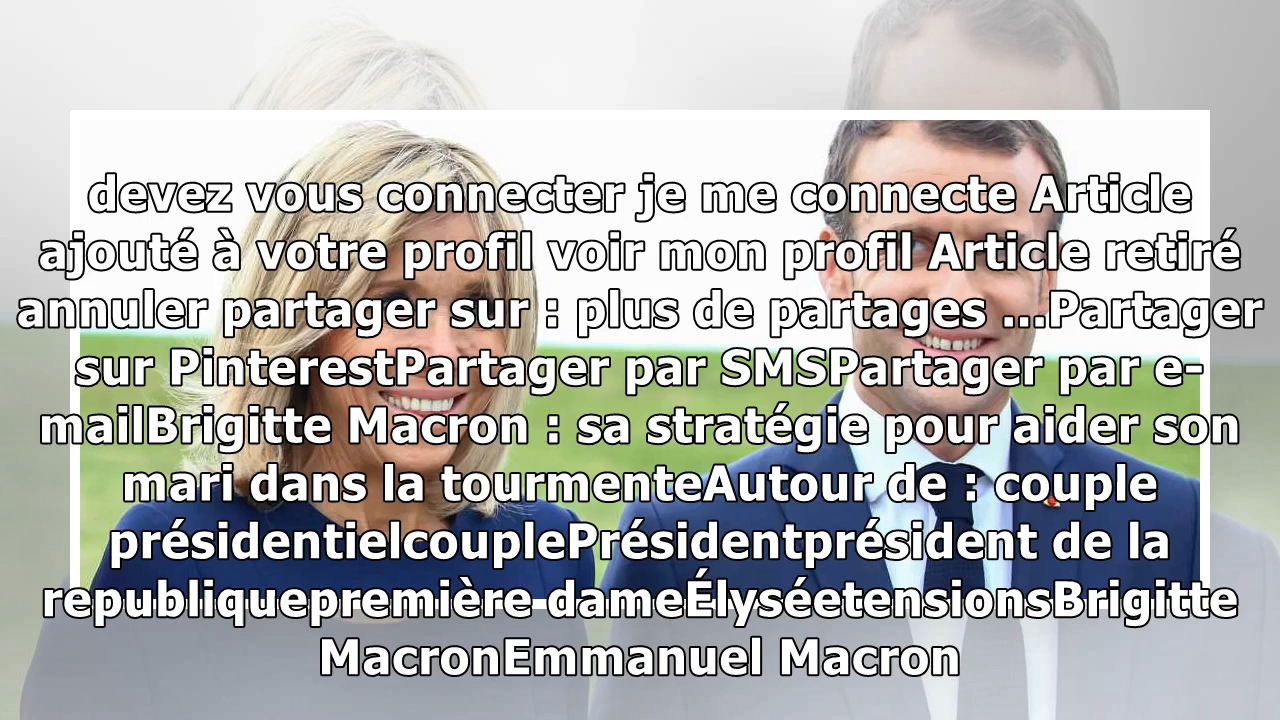 devez vous connecter je me connecte Article
ajouté à votre profil voir mon profil Article retiré
annuler partager sur : plus de partages ...Partager
sur PinterestPartager par SMSPartager par e-
mailBrigitte Macron : sa stratégie pour aider son
mari dans la tourmenteAutour de : couple
présidentielcouplePrésidentprésident de la
republiquepremière dameÉlyséetensionsBrigitte
MacronEmmanuel Macron